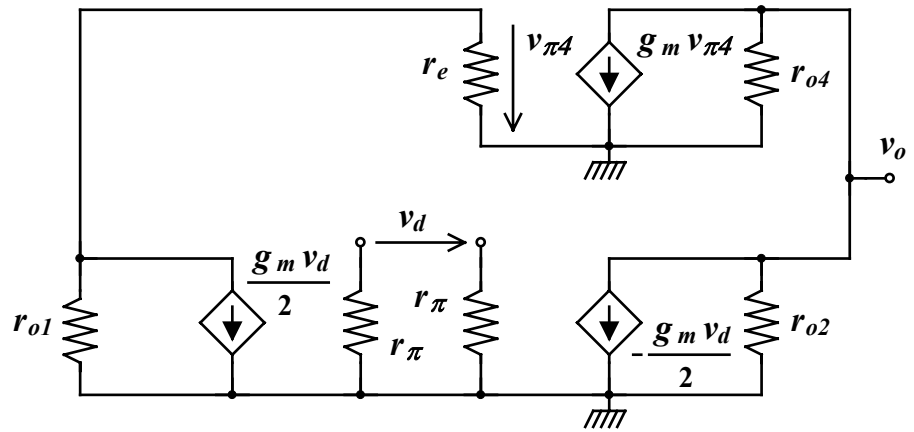 r_e
v_π4
g_m v_π4
r_o4
v_o
v_d
r_o1
g_m v_d
2
r_π
r_π
- g_m v_d
2
r_o2